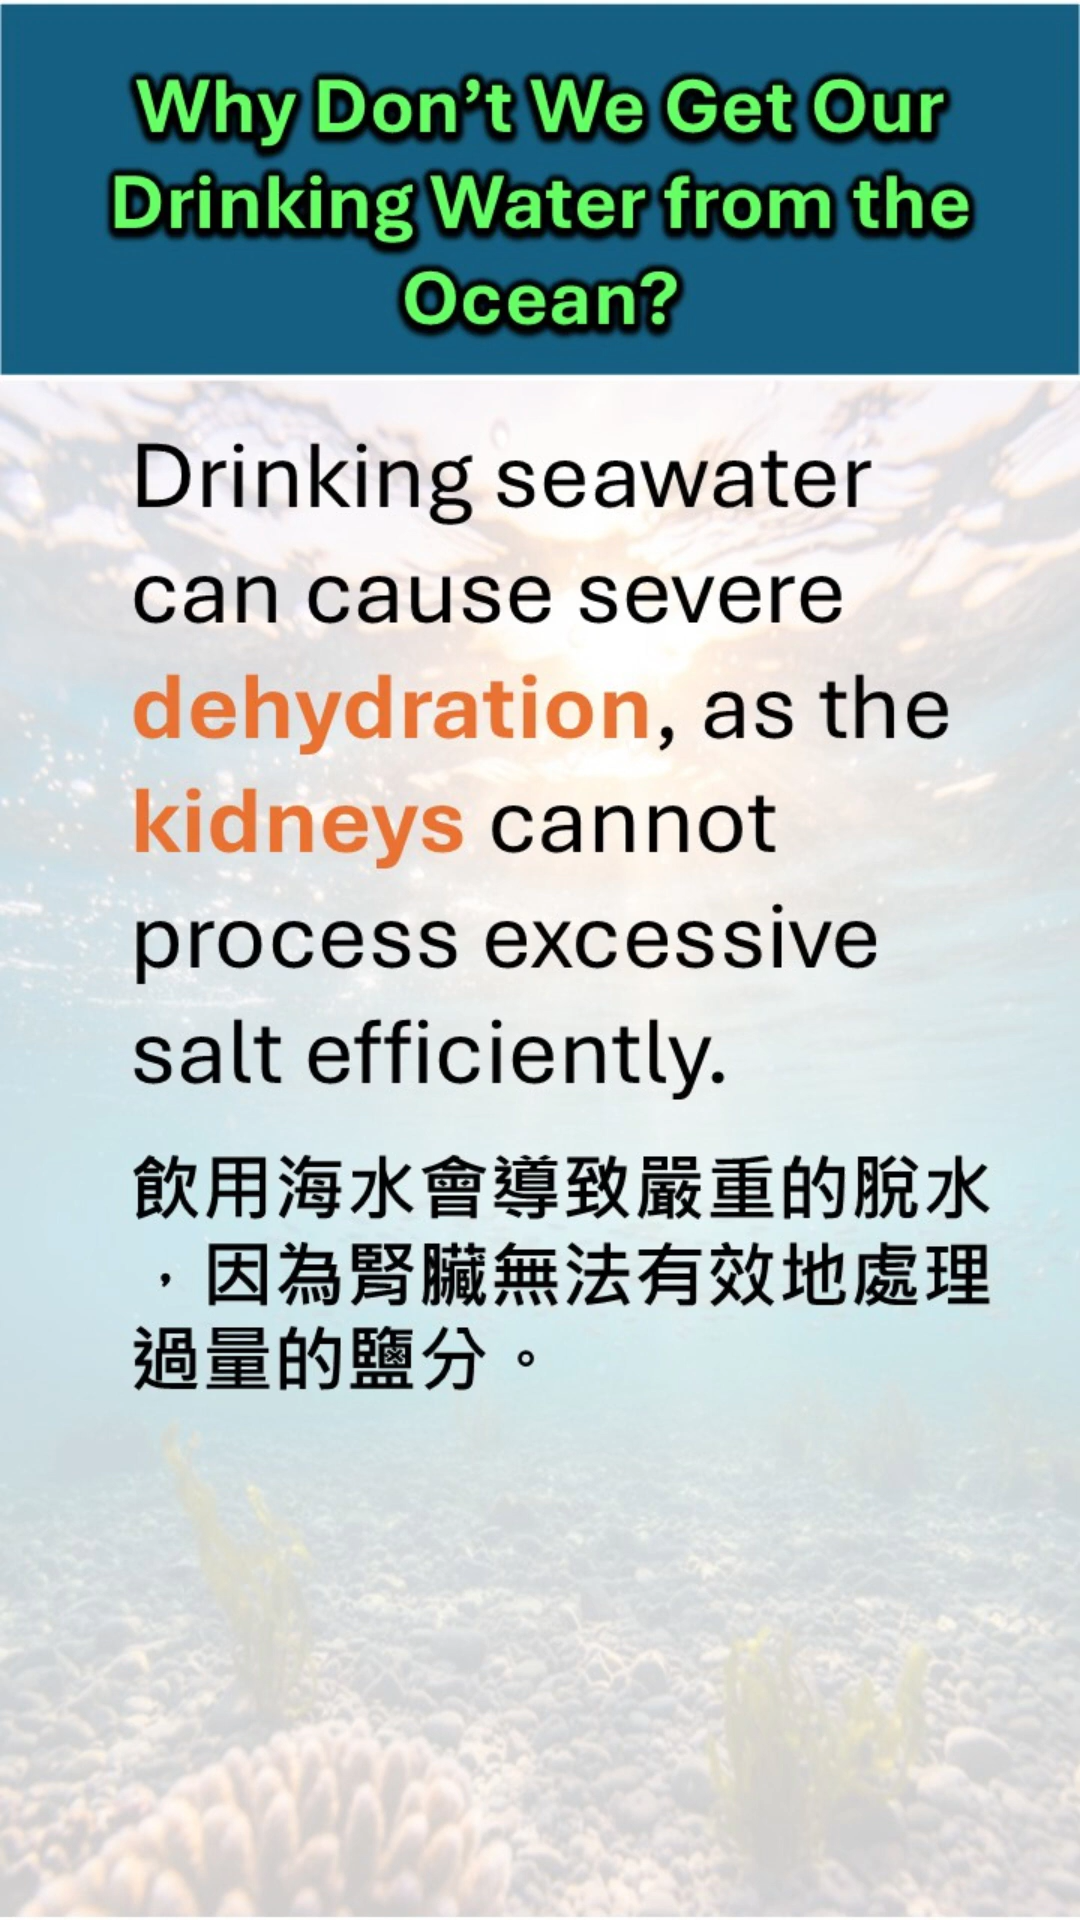 Why Don’t We Get Our
Drinking Water from the
Ocean?
Drinking seawater
can cause severe
dehydration, as the
kidneys cannot
process excessive
salt efficiently.
飲用海水會導致嚴重的脫水
，因為腎臟無法有效地處理
過量的鹽分。